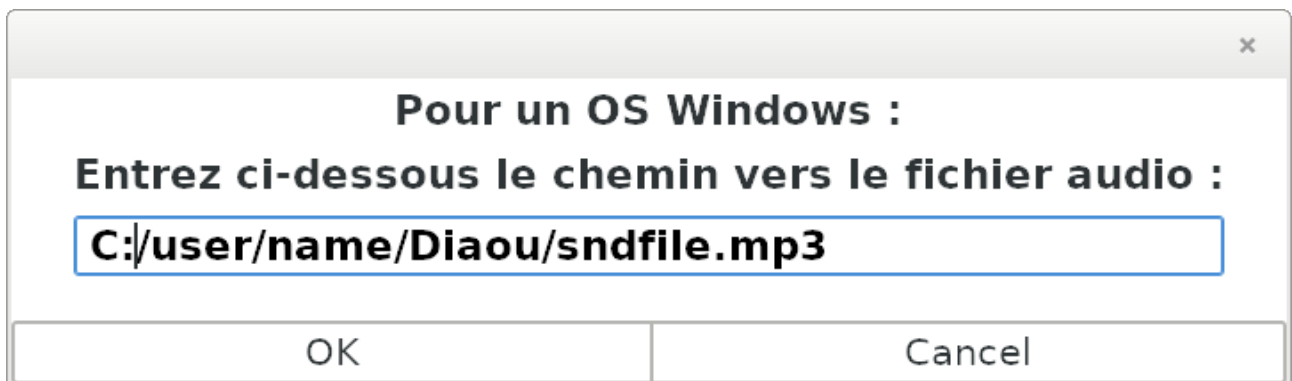 ×
Pour un OS Windows :
Entrez ci-dessous le chemin vers le fichier audio :
C:/user/name/Diaou/sndfile.mp3
OK
Cancel